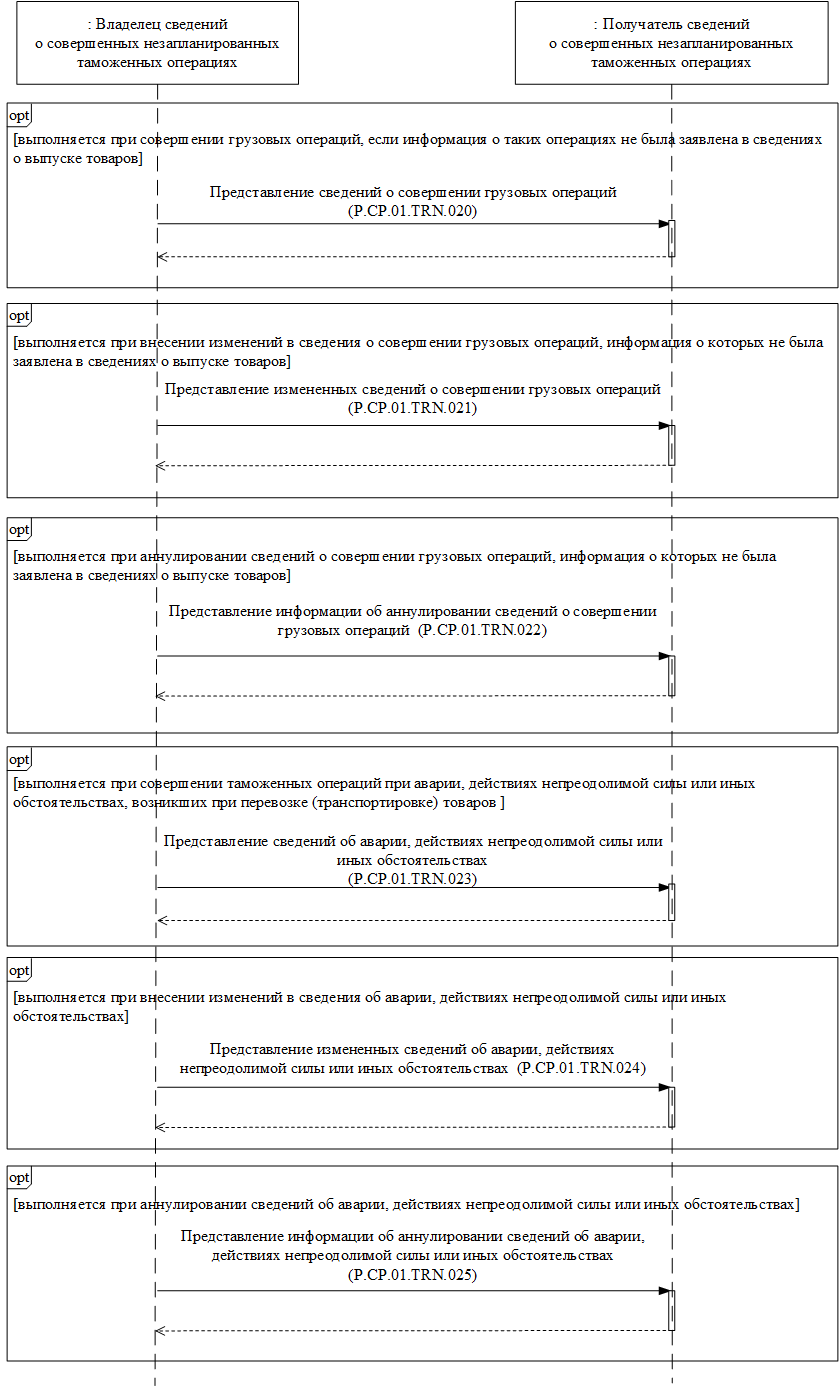 : Владелец сведений
о совершенных незапланированных
таможенных операциях
: Получатель сведений
о совершенных незапланированных
таможенных операциях
opt
[выполняется при совершении грузовых операций, если информация о таких операциях не была заявлена в сведениях
о выпуске товаров]
Представление сведений о совершении грузовых операций
(P.CP.01.TRN.020)
opt
[выполняется при внесении изменений в сведения о совершении грузовых операций, информация о которых не была
заявлена в сведениях о выпуске товаров]
Представление измененных сведений о совершении грузовых операций
(P.CP.01.TRN.021)
opt
[выполняется при аннулировании сведений о совершении грузовых операций, информация о которых не была
заявлена в сведениях о выпуске товаров]
Представление информации об аннулировании сведений о совершении
грузовых операций (P.CP.01.TRN.022)
opt
[выполняется при совершении таможенных операций при аварии, действиях непреодолимой силы или иных
обстоятельствах, возникших при перевозке (транспортировке) товаров ]
Представление сведений об аварии, действиях непреодолимой силы или
иных обстоятельствах
(P.CP.01.TRN.023)
opt
[выполняется при внесении изменений в сведения об аварии, действиях непреодолимой силы или иных
обстоятельствах]
Представление измененных сведений об аварии, действиях
непреодолимой силы или иных обстоятельствах (P.CP.01.TRN.024)
opt
[выполняется при аннулировании сведений об аварии, действиях непреодолимой силы или иных обстоятельствах]
Представление информации об аннулировании сведений об аварии,
действиях непреодолимой силы или иных обстоятельствах
(P.CP.01.TRN.025)